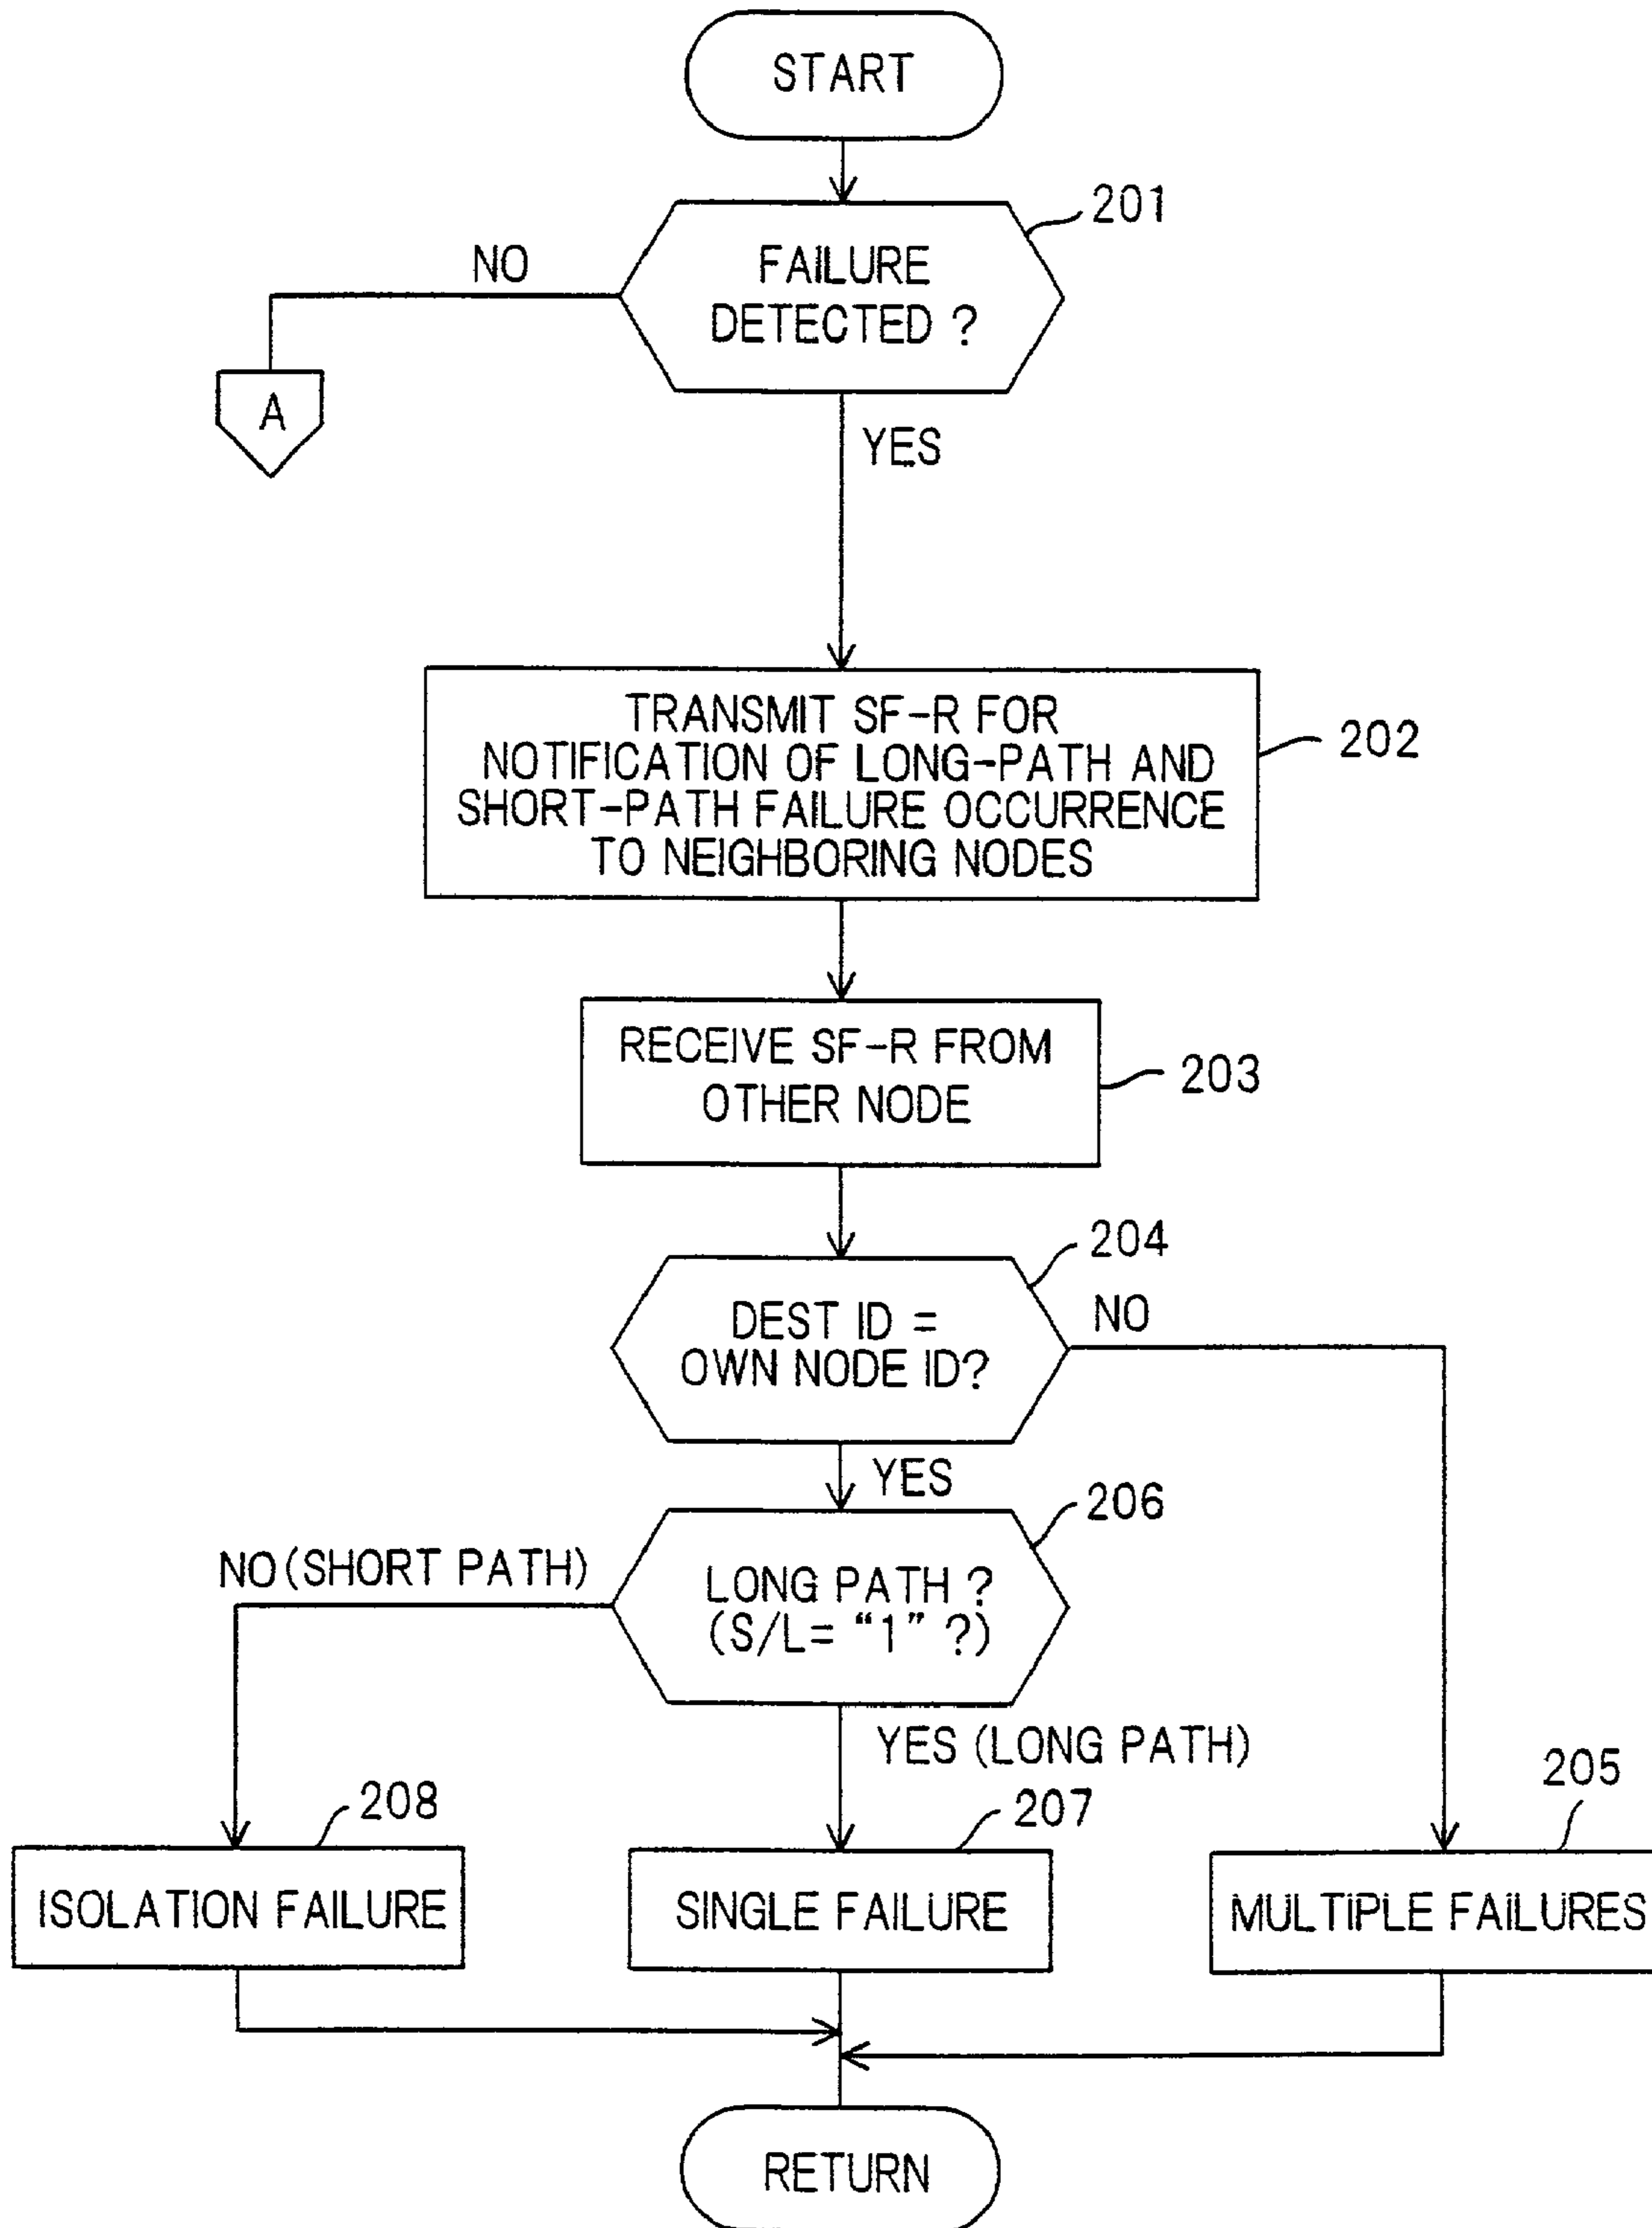 START
201
NO
FAILURE
DETECTED ?
A
YES
TRANSMIT SF-R FOR
NOTIFICATION OF LONG-PATH AND
SHORT-PATH FAILURE OCCURRENCE
TO NEIGHBORING NODES
202
RECEIVE SF-R FROM
OTHER NODE
203
204
DEST ID =
OWN NODE ID?
NO
YES
206
NO (SHORT PATH)
LONG PATH ?
(S/L= “1” ?)
YES (LONG PATH)
208
207
205
ISOLATION FAILURE
SINGLE FAILURE
MULTIPLE FAILURES
RETURN